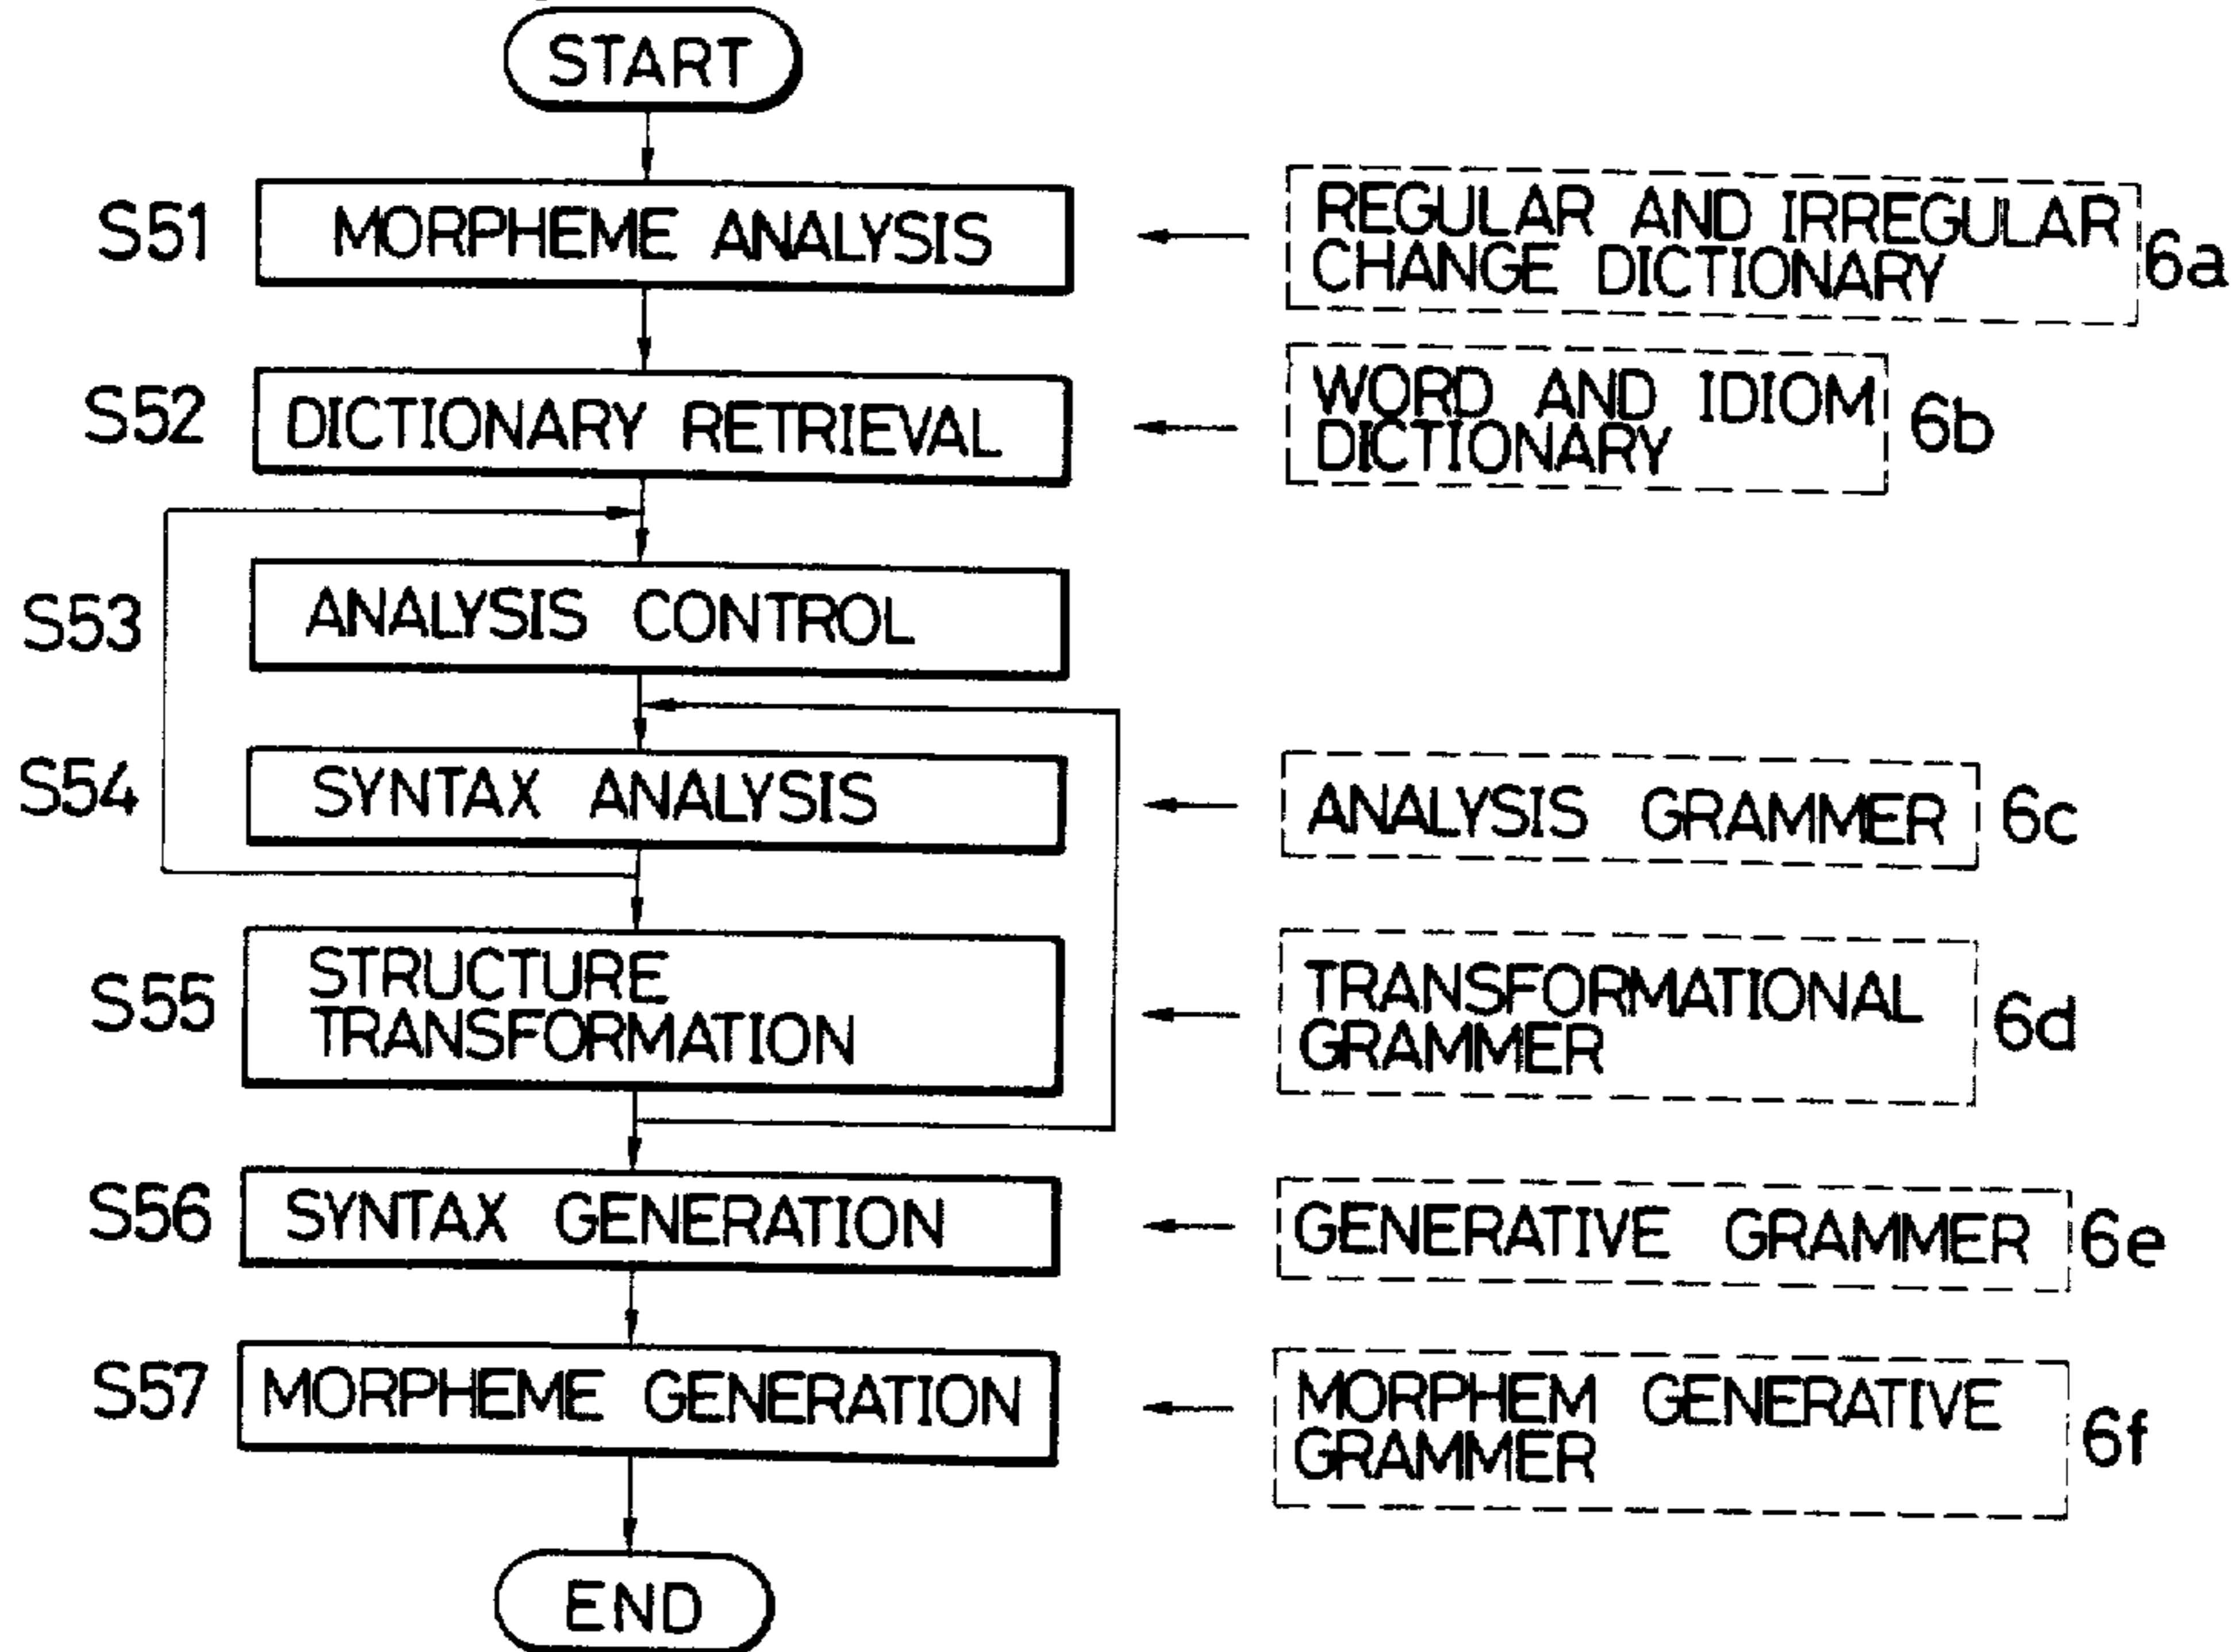 START
S51
MORPHEME ANALYSIS
REGULAR AND IRREGULAR
CHANGE DICTIONARY
6a
S52
DICTIONARY RETRIEVAL
WORD AND IDIOM
DICTIONARY
6b
S53
ANALYSIS CONTROL
S54
SYNTAX ANALYSIS
ANALYSIS GRAMMER
6c
S55
STRUCTURE
TRANSFORMATION
TRANSFORMATIONAL
GRAMMER
6d
S56
SYNTAX GENERATION
GENERATIVE GRAMMER
6e
S57
MORPHEME GENERATION
MORPHEM GENERATIVE
GRAMMER
6f
END